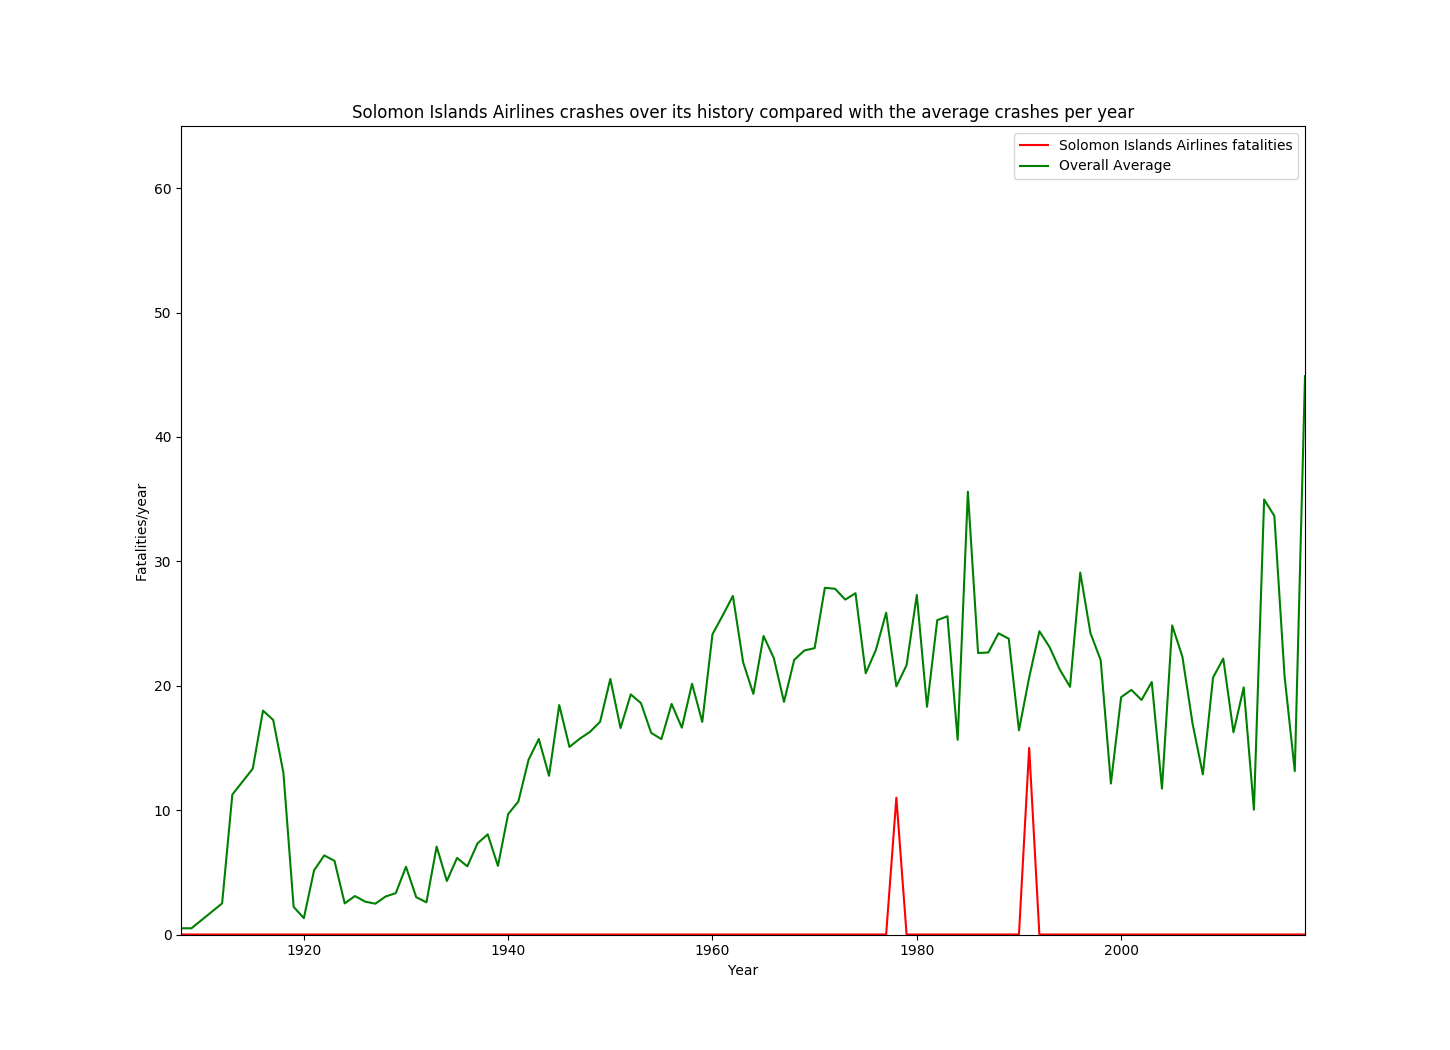 Solomon Islands Airlines crashes over its history compared with the average crashes per year
Solomon Islands Airlines fatalities
Overall Average
60
50
40
30
20
10
0
Fatalities/year
1920 1940 1960 1980 2000
Year